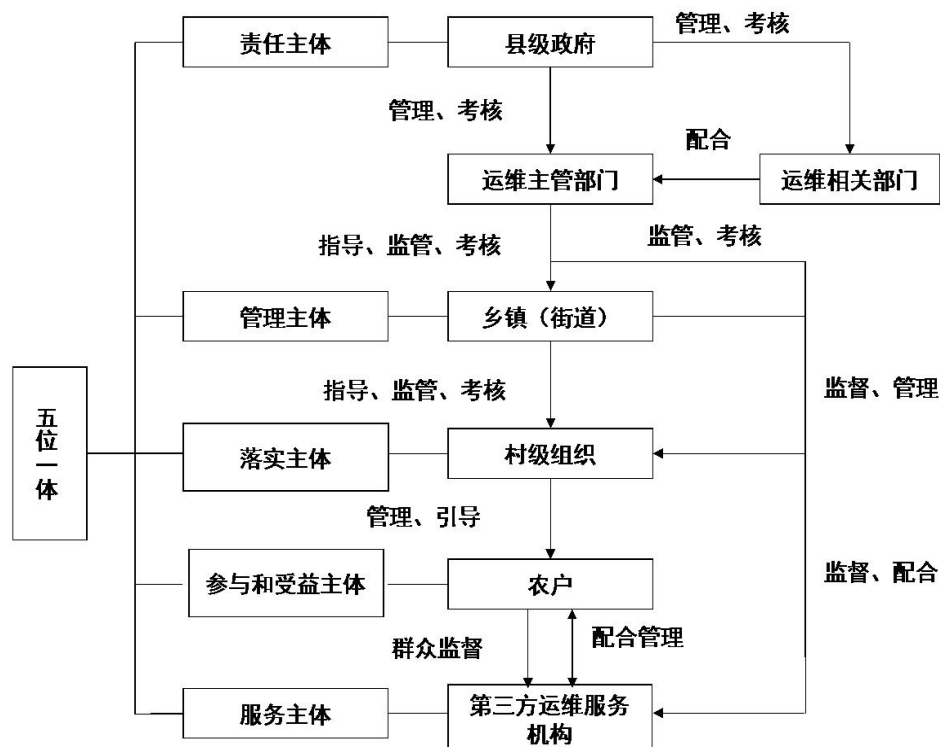 责任主体
县级政府
管理、考核
管理、考核
配合
运维主管部门
运维相关部门
指导、监管、考核
监管、考核
管理主体
乡镇（街道）
五位一体
指导、监管、考核
监督、管理
落实主体
村级组织
管理、引导
参与和受益主体
农户
监督、配合
群众监督
配合管理
服务主体
第三方运维服务
机构